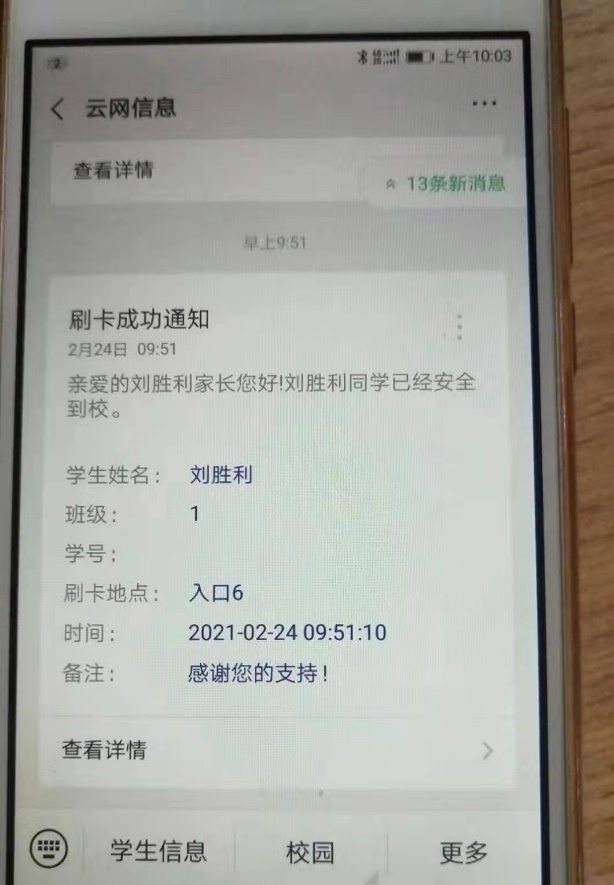 2
上午10:03
云网信息
查看详情
13条新消息
早上9:51
刷卡成功通知
2月24日 09:51
亲爱的刘胜利家长您好!刘胜利同学已经安全
到校。
学生姓名: 刘胜利
班级: 1
学号:
刷卡地点: 入口6
时间: 2021-02-24 09:51:10
备注: 感谢您的支持!
查看详情
学生信息 校园 更多